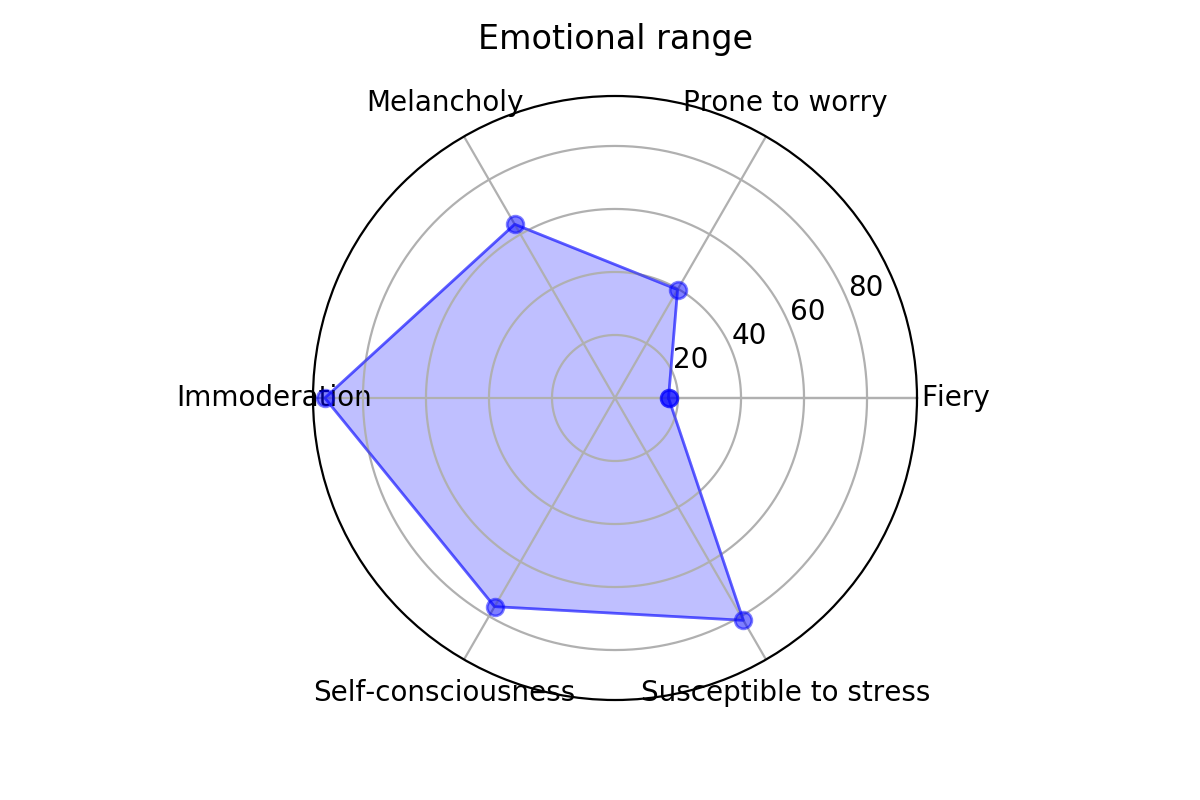 Emotional range
Melancholy
Prone to worry
80
60
40
20
Immoderation
Fiery
Self-consciousness
Susceptible to stress